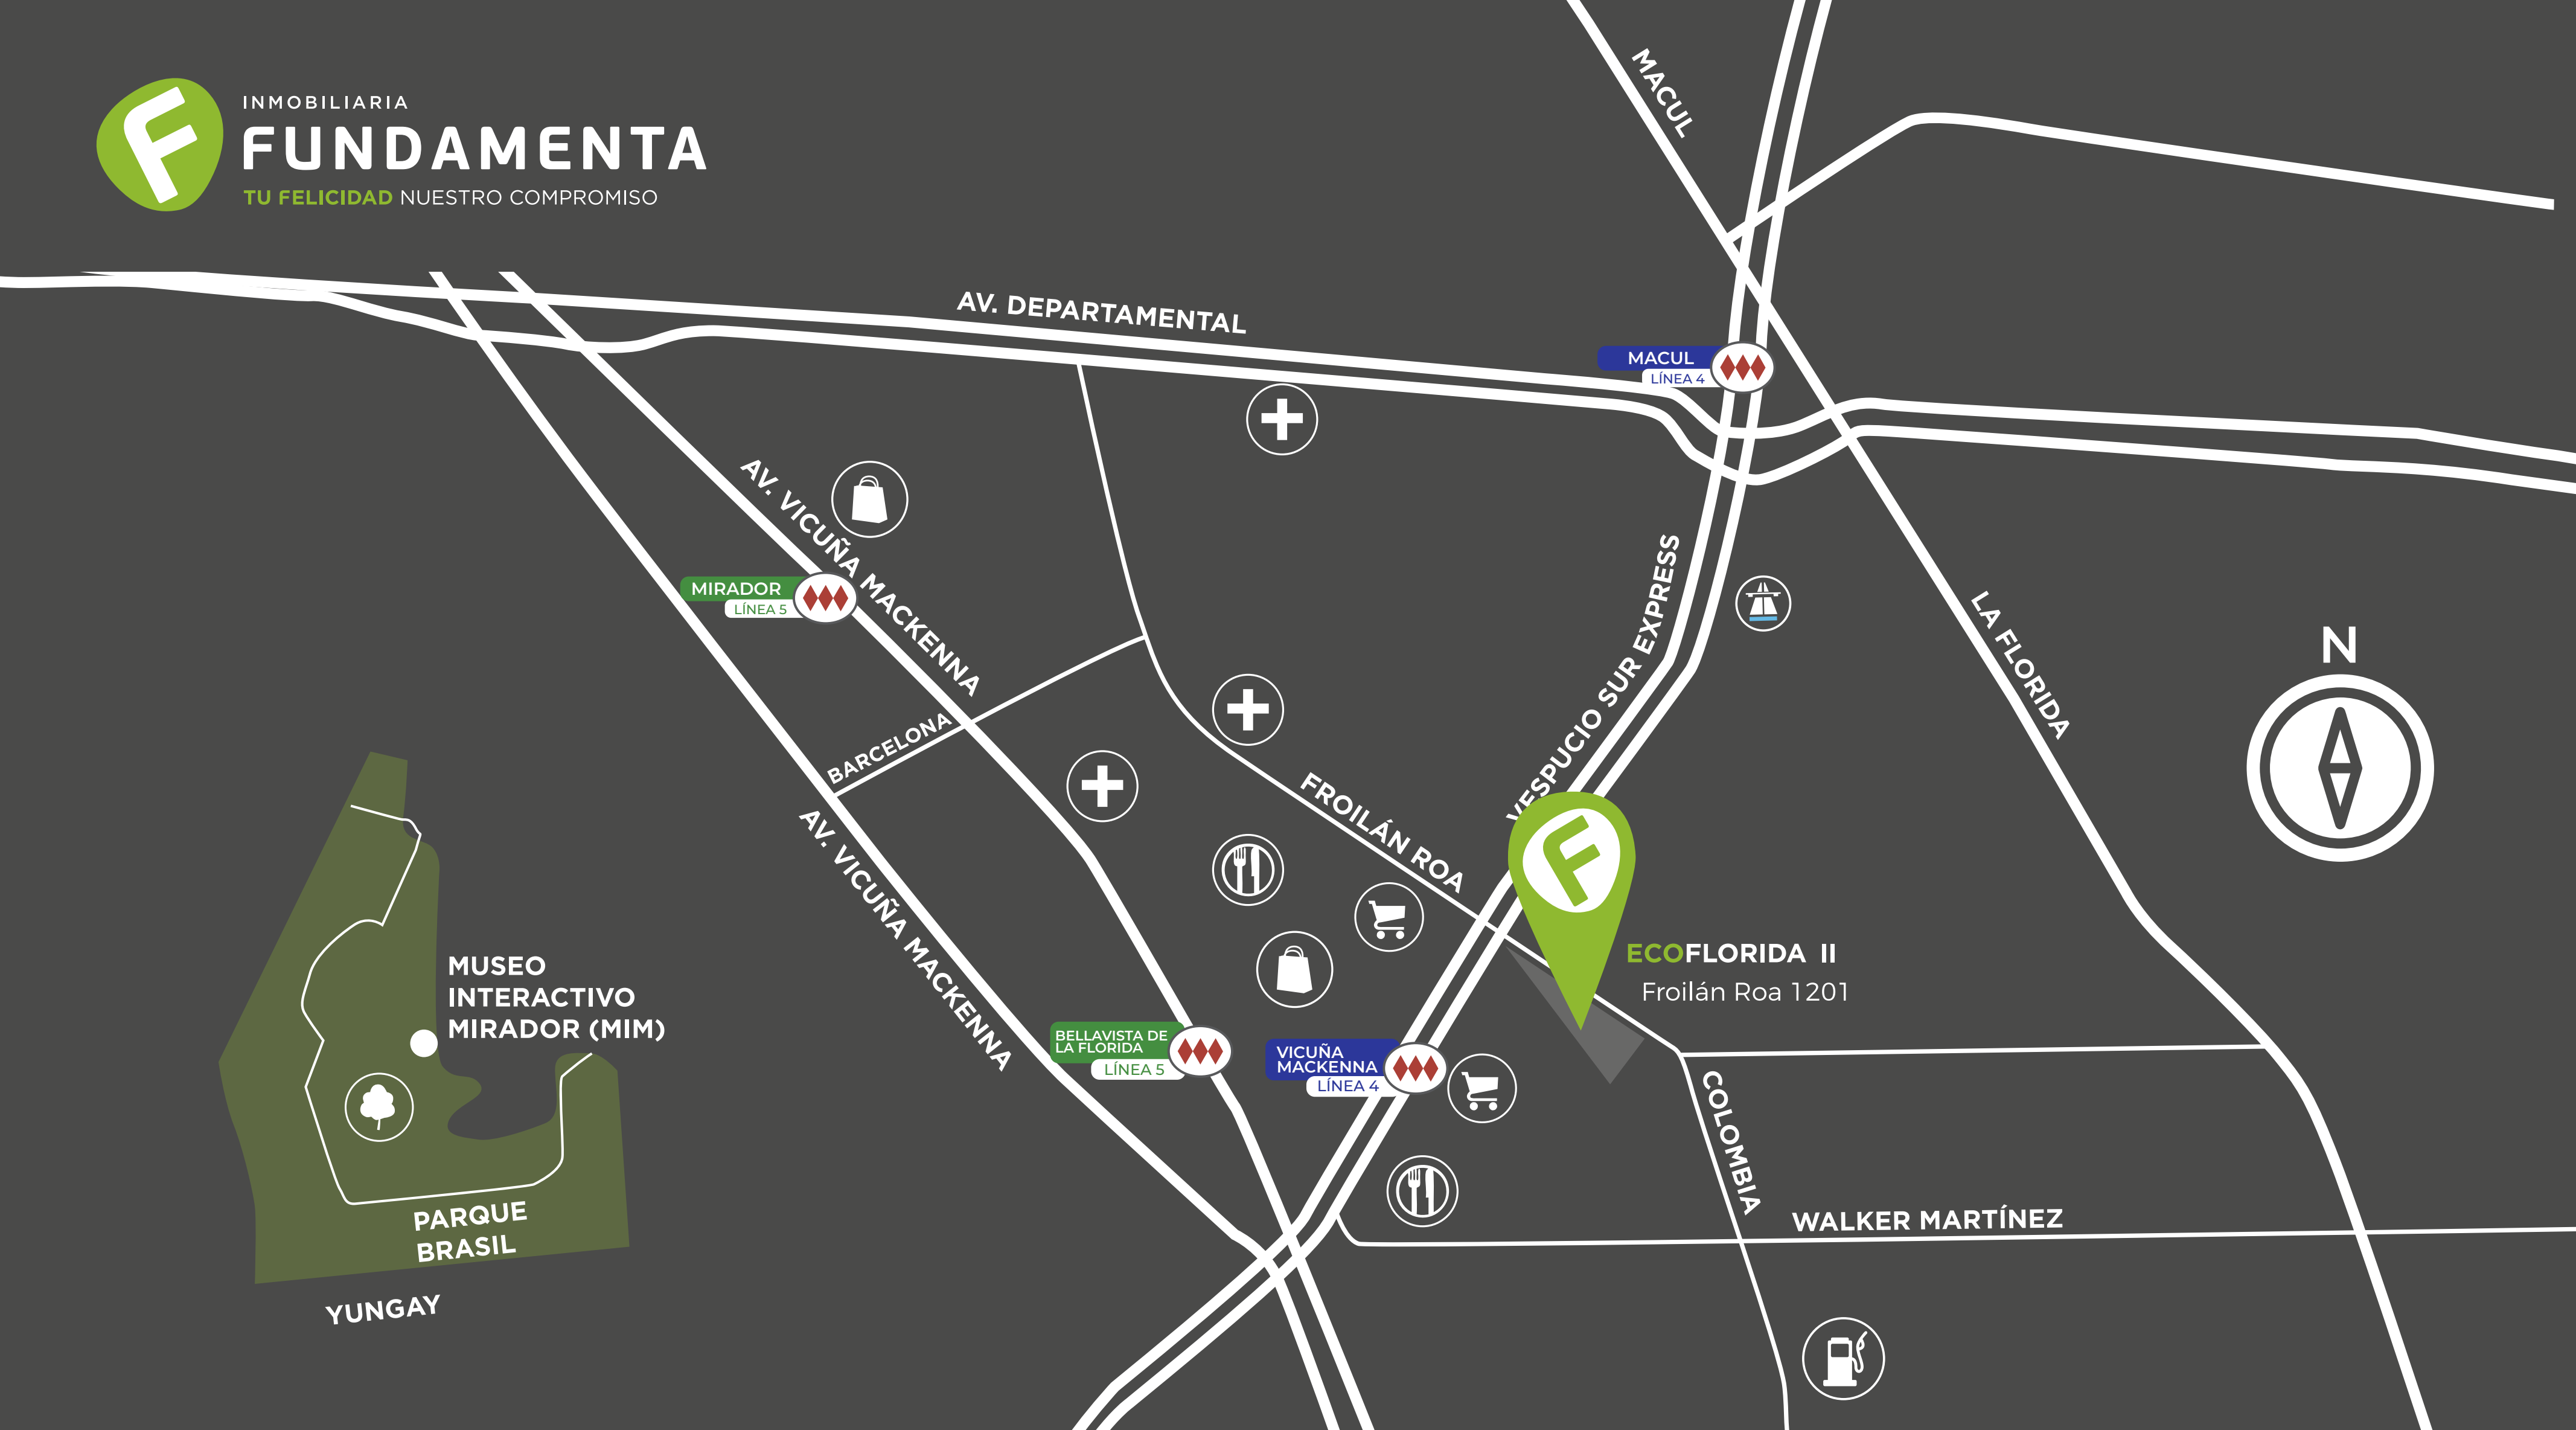 INMOBILIARIA
FUNDAMENTA
TU FELICIDAD NUESTRO COMPROMISO
MACUL
AV. DEPARTAMENTAL
MACUL
LÍNEA 4
AV. VICUÑA MACKENNA
MIRADOR
LÍNEA 5
VESPUCIO SUR EXPRESS
LA FLORIDA
N
BARCELONA
FROILÁN ROA
AV. VICUÑA MACKENNA
ECOFLORIDA II
Froilán Roa 1201
MUSEO
INTERACTIVO
MIRADOR (MIM)
BELLAVISTA DE
LA FLORIDA
LÍNEA 5
VICUÑA
MACKENNA
LÍNEA 4
COLOMBIA
WALKER MARTÍNEZ
PARQUE
BRASIL
YUNGAY